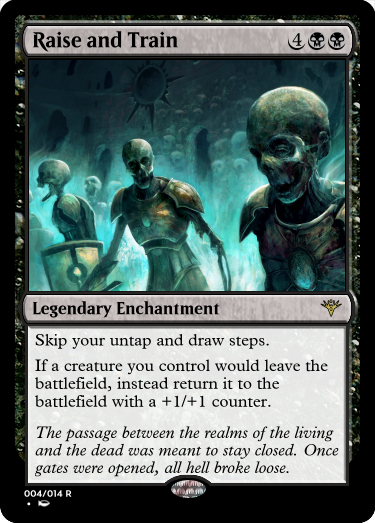 Raise and Train 4
Legendary Enchantment
Skip your untap and draw steps.
If a creature you control would leave the
battlefield, instead return it to the
battlefield with a +1/+1 counter.
The passage between the realms of the living
and the dead was meant to stay closed. Once
gates were opened, all hell broke loose.
004/014 R